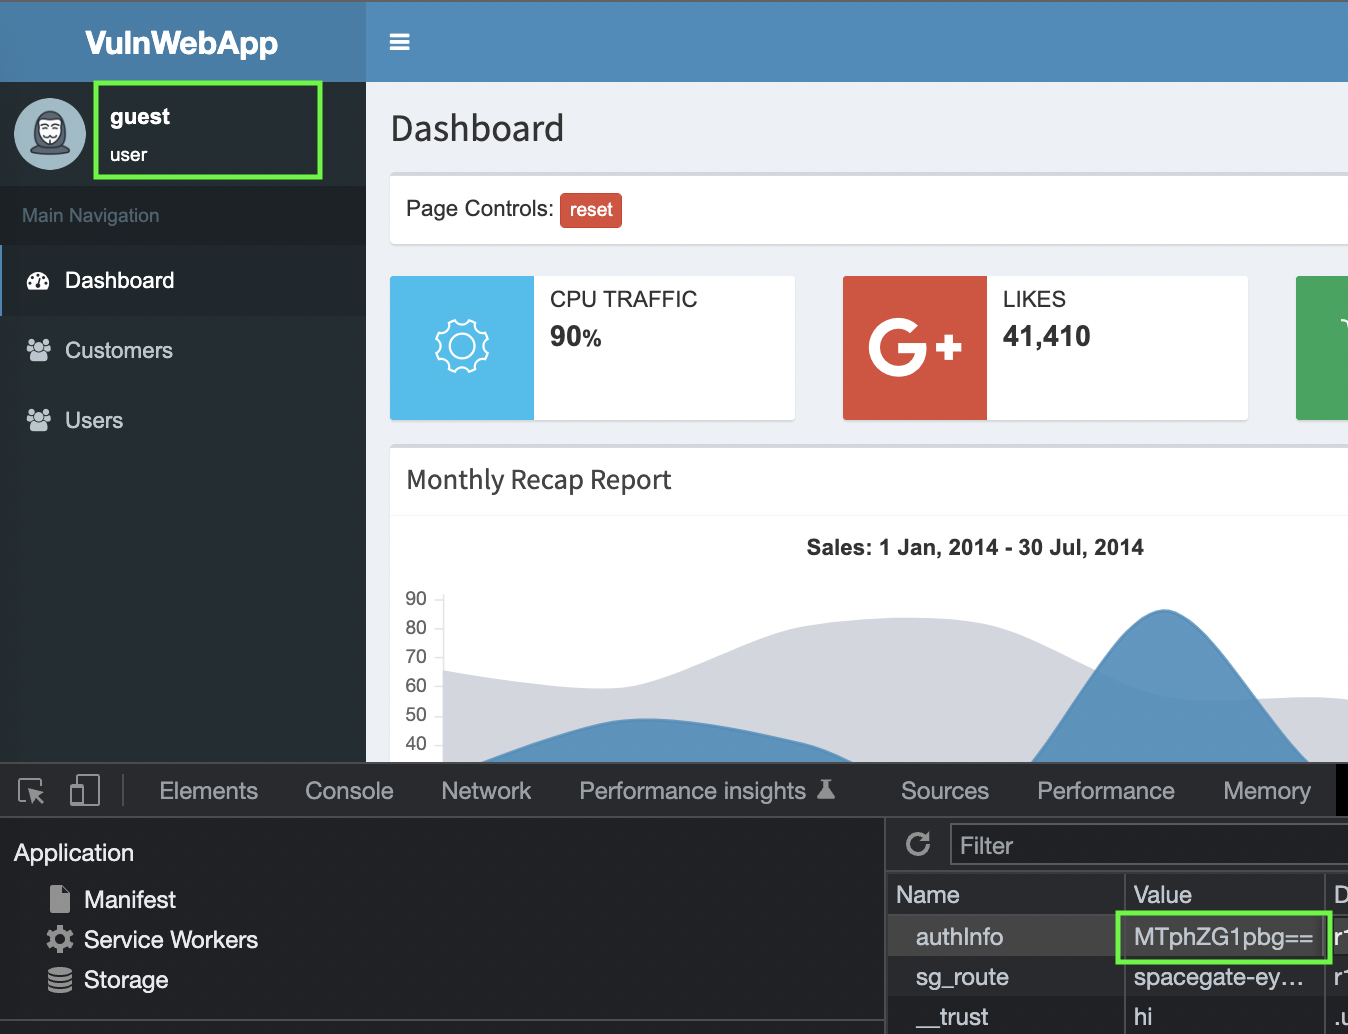 VulnWebApp
guest
user
Main Navigation
Dashboard
Customers
Users
Dashboard
Page Controls: reset
CPU TRAFFIC
90%
G+
LIKES
41,410
Monthly Recap Report
Sales: 1 Jan, 2014 - 30 Jul, 2014
90
80
70
60
50
40
Elements Console Network Performance insights Sources Performance Memory
Application
Manifest
Service Workers
Storage
Filter
Name Value D
authInfo MTphZG1pbg== r1
sg_route spacegate-ey... r1
__trust hi .u